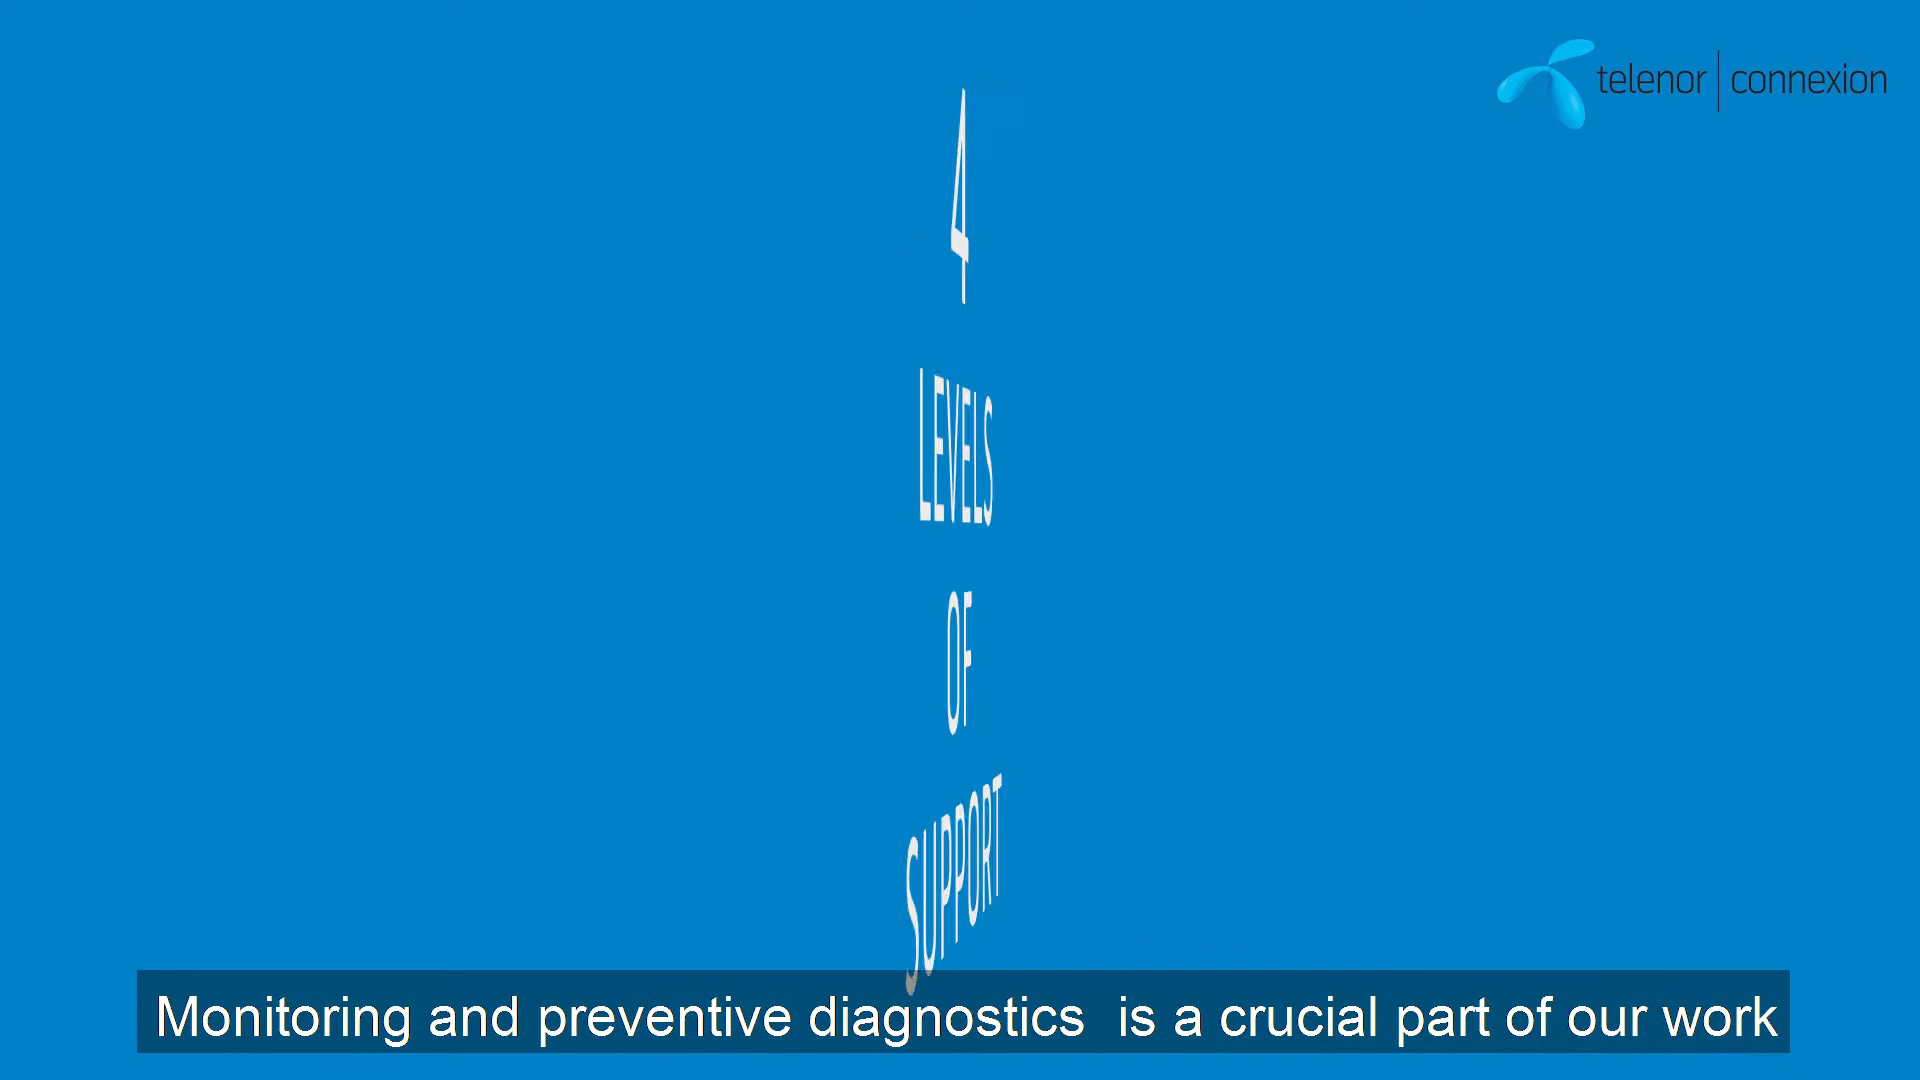 telenor | connexion
4
LEVELS
OF
SUPPORT
Monitoring and preventive diagnostics  is a crucial part of our work